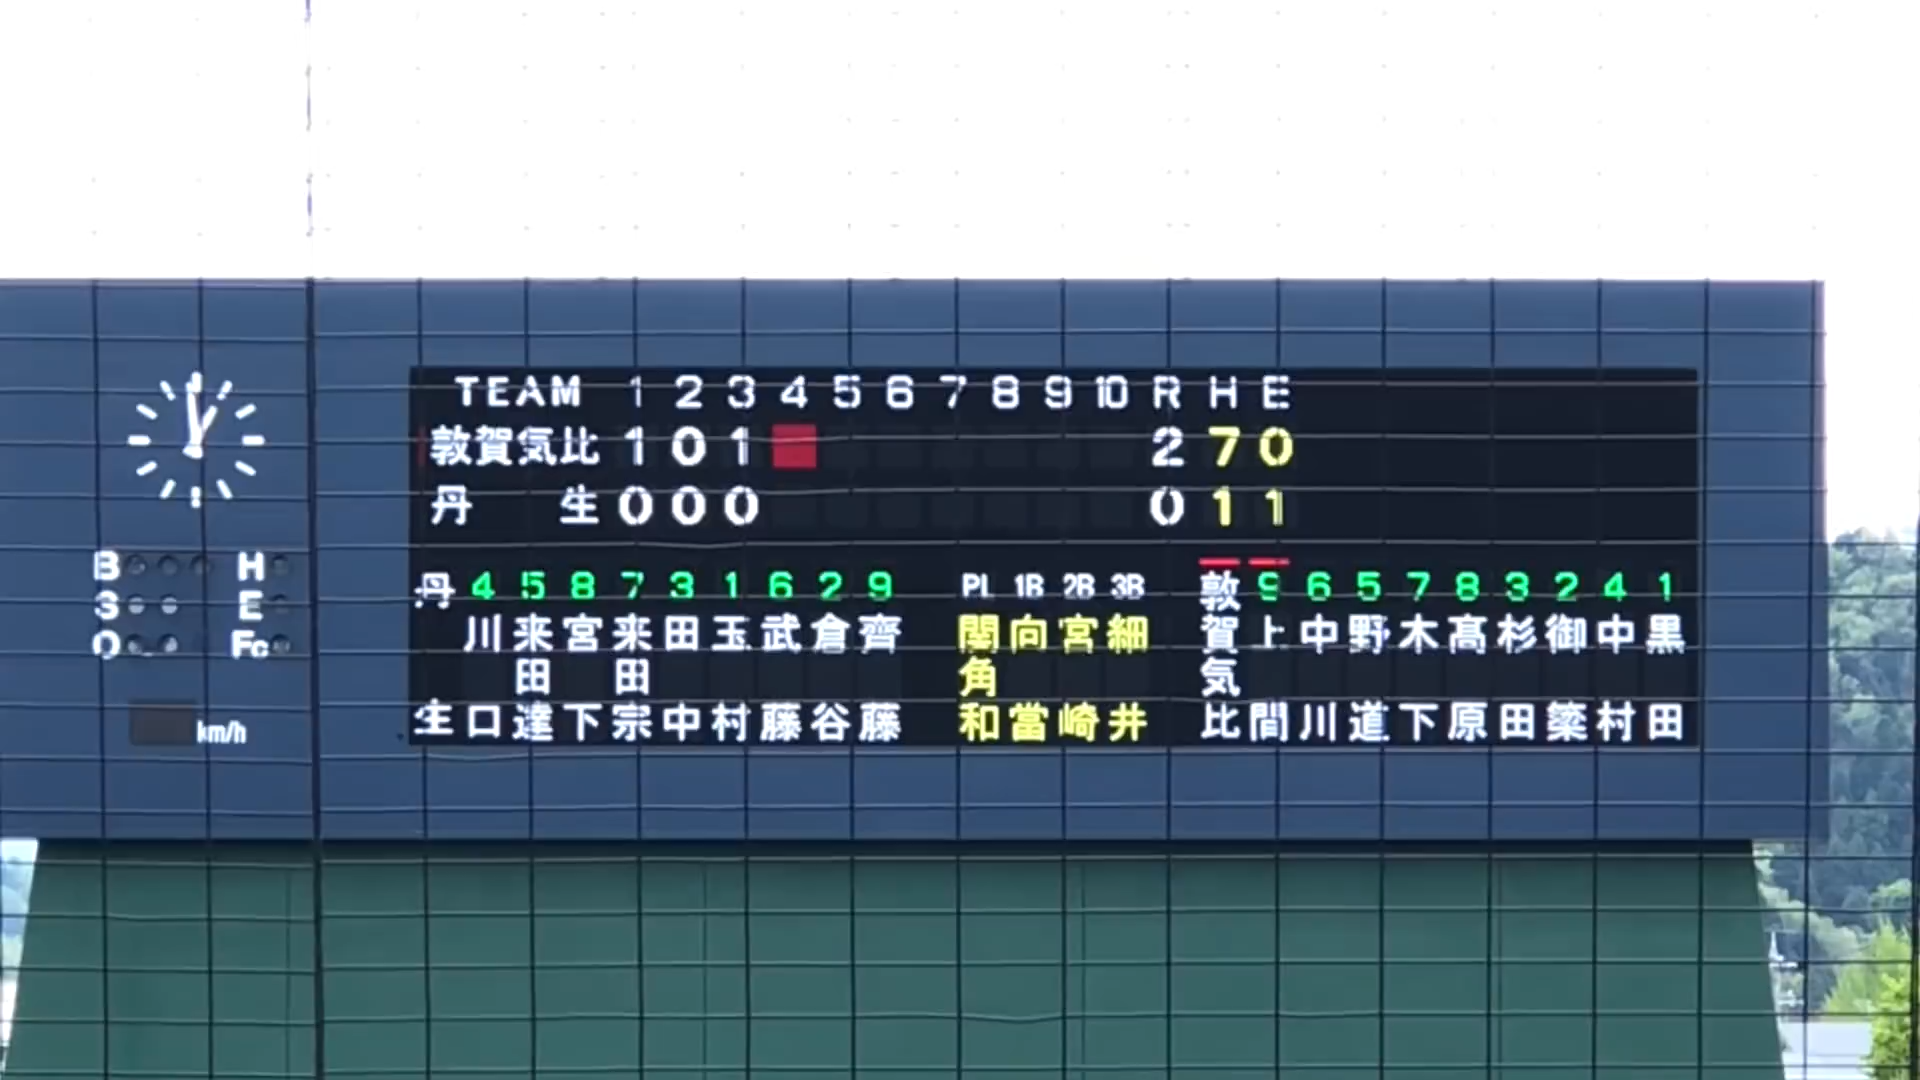 TEAM 1 2 3 4 5 6 7 8 9 10 R H E
敦賀気比 1 0 1 2 7 0
丹生 0 0 0 0 1 1
B H
S E
O Fc
km/h
丹生
4 川口
5 来田達
8 宮下
7 来田宗
3 田中
1 玉村
6 武藤
2 倉谷
9 齊藤
PL 関角和
1B 向當
2B 宮崎
3B 細井
敦賀気比
9 上間
6 中川
5 野道
7 木下
8 髙原
3 杉田
2 御簗
4 中村
1 黒田